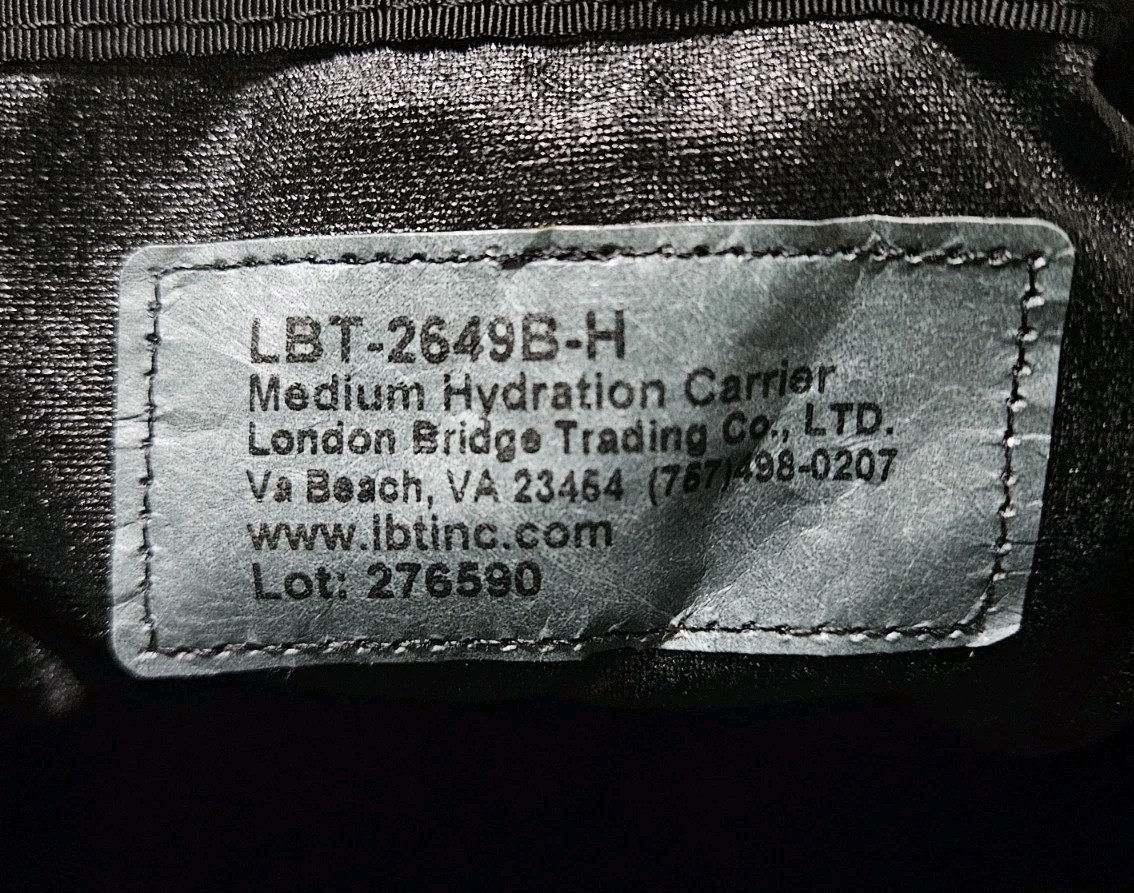 LBT-2649B-H
Medium Hydration Carrier
London Bridge Trading Co., LTD.
Va Beach, VA 23464 (757)498-0207
www.lbtinc.com
Lot: 276590